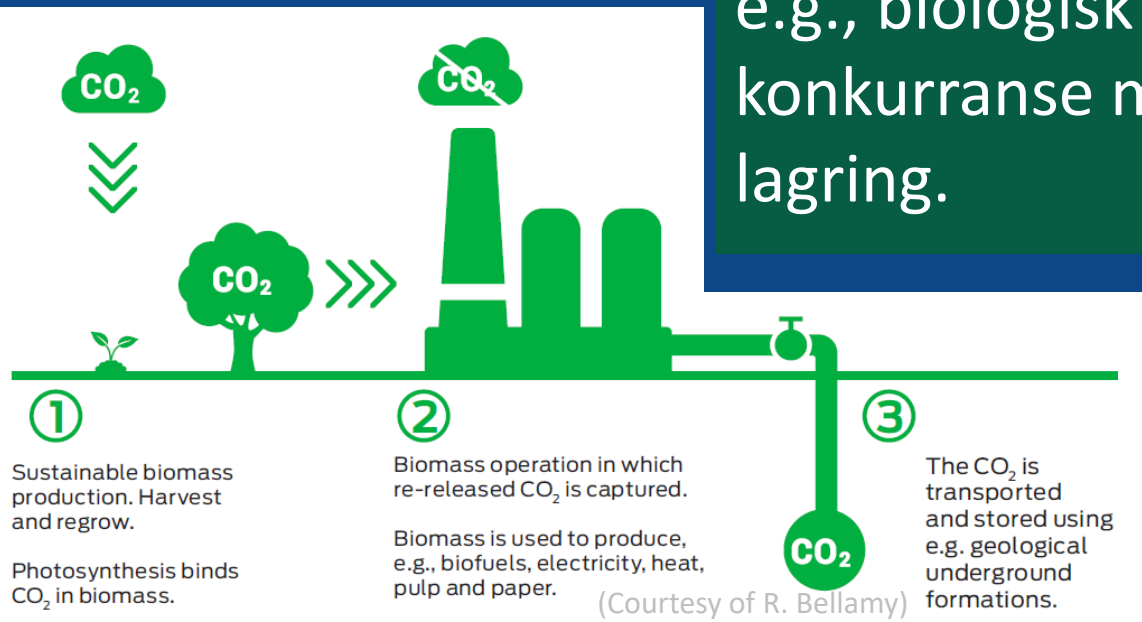 e.g., biologisk
konkurranse
lagring.
CO₂
CO₂
CO₂
1
Sustainable biomass
production. Harvest
and regrow.
Photosynthesis binds
CO₂ in biomass.
2
Biomass operation in which
re-released CO₂ is captured.
Biomass is used to produce,
e.g., biofuels, electricity, heat,
pulp and paper.
CO₂
3
The CO₂ is
transported
and stored using
e.g. geological
underground
formations.
(Courtesy of R. Bellamy)